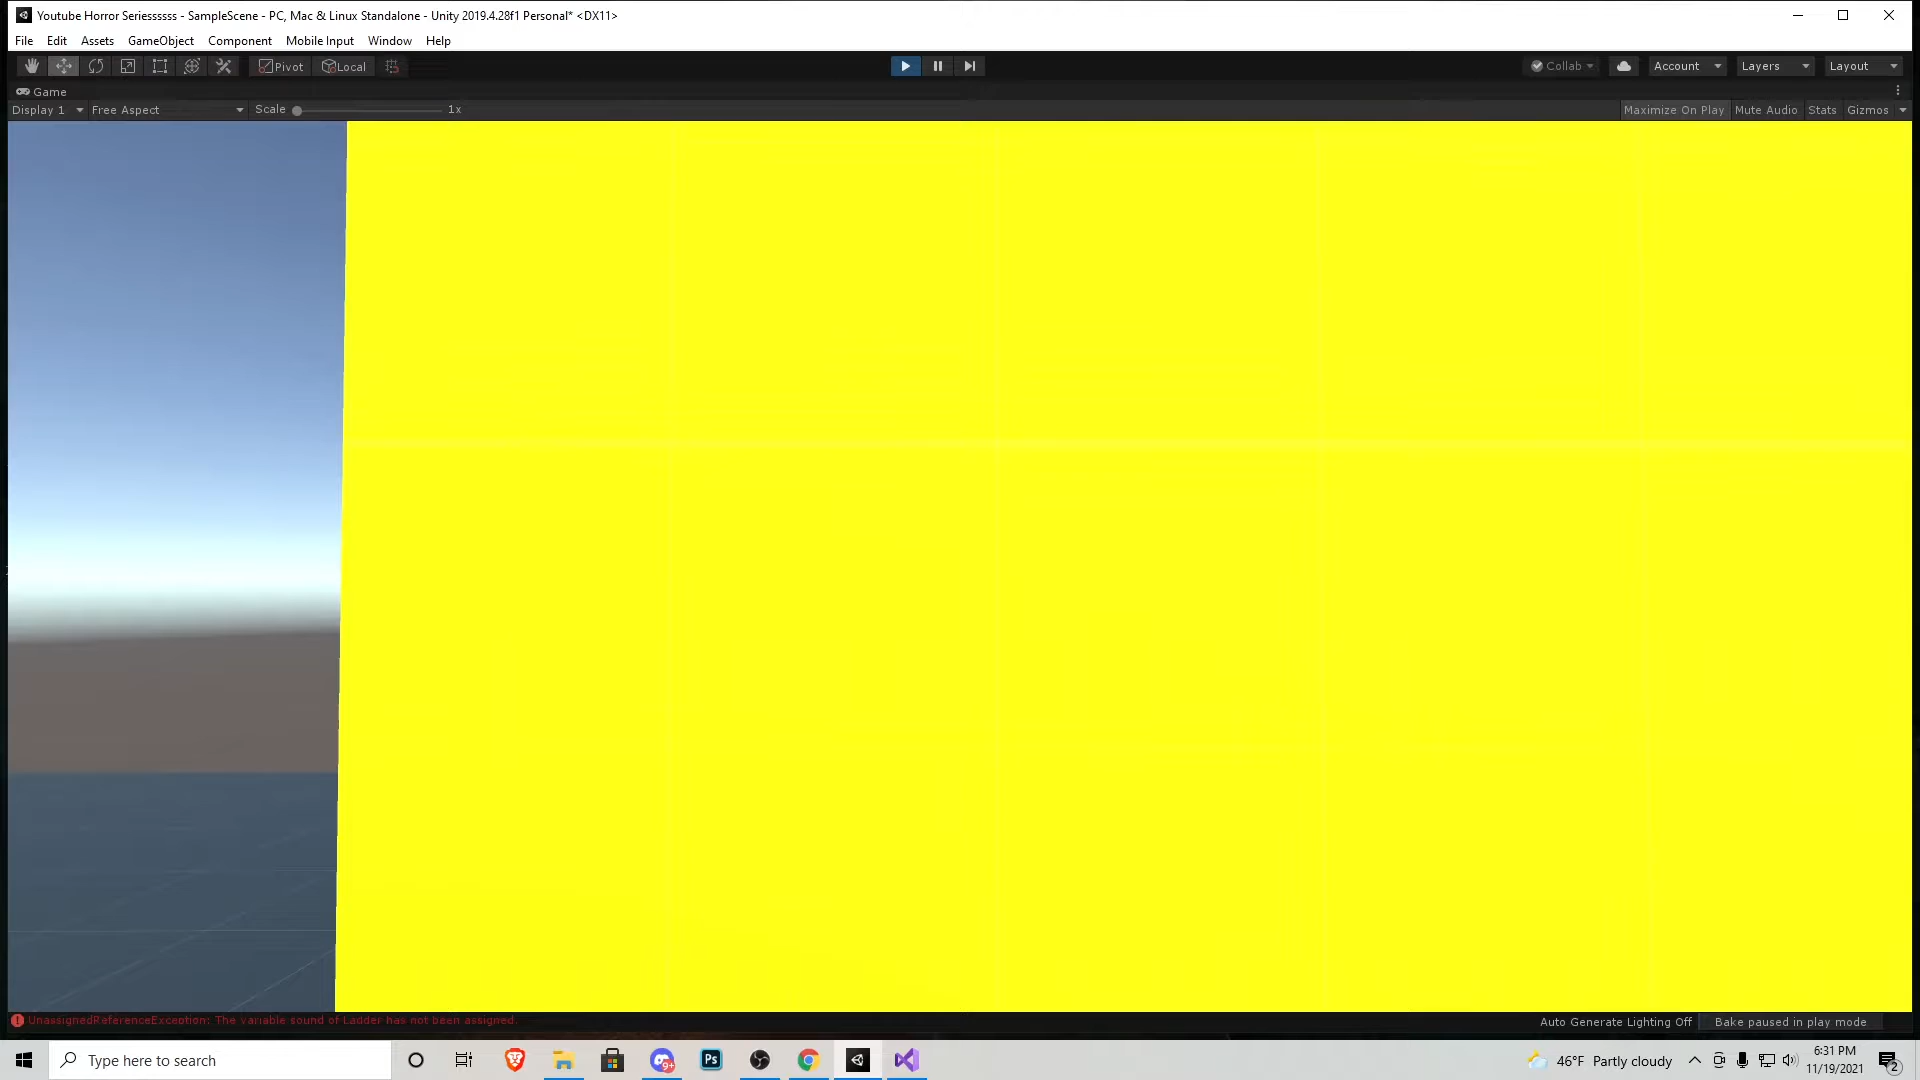 Youtube Horror Seriessssss - SampleScene - PC, Mac & Linux Standalone - Unity 2019.4.28f1 Personal* <DX11>
File Edit Assets GameObject Component Mobile Input Window Help
Pivot Local Collab Account Layers Layout
Game
Display 1 Free Aspect Scale 1x Maximize On Play Mute Audio Stats Gizmos
UnassignedReferenceException: The variable sound of Ladder has not been assigned.
Auto Generate Lighting Off Bake paused in play mode
Type here to search 9+ Ps 46°F Partly cloudy 6:31 PM
11/19/2021 2